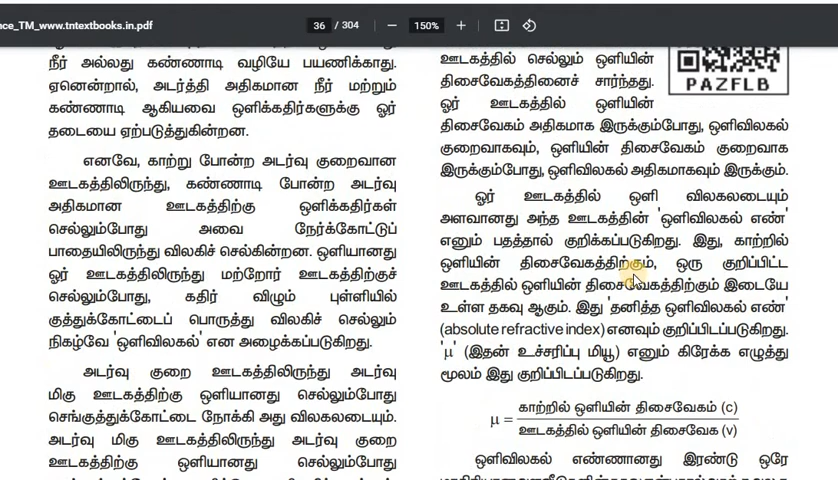 nce_TM_www.tntextbooks.in.pdf
36 / 304
150%
நீர் அல்லது கண்ணாடி வழியே பயணிக்காது.
ஏனென்றால், அடர்த்தி அதிகமான நீர் மற்றும்
கண்ணாடி ஆகியவை ஒளிக்கதிர்களுக்கு ஓர்
தடையை ஏற்படுத்துகின்றன.
எனவே, காற்று போன்ற அடர்வு குறைவான
ஊடகத்திலிருந்து, கண்ணாடி போன்ற அடர்வு
அதிகமான ஊடகத்திற்கு ஒளிக்கதிர்கள்
செல்லும்போது அவை நேர்க்கோட்டுப்
பாதையிலிருந்து விலகிச் செல்கின்றன. ஒளியானது
ஓர் ஊடகத்திலிருந்து மற்றோர் ஊடகத்திற்குச்
செல்லும்போது, கதிர் விழும் புள்ளியில்
குத்துக்கோட்டைப் பொருத்து விலகிச் செல்லும்
நிகழ்வே 'ஒளிவிலகல்' என அழைக்கப்படுகிறது.
அடர்வு குறை ஊடகத்திலிருந்து அடர்வு
மிகு ஊடகத்திற்கு ஒளியானது செல்லும்போது
செங்குத்துக்கோட்டை நோக்கி அது விலகலடையும்.
அடர்வு மிகு ஊடகத்திலிருந்து அடர்வு குறை
ஊடகத்திற்கு ஒளியானது செல்லும்போது
ஊடகத்தில் செல்லும் ஒளியின்
திசைவேகத்தினைச் சார்ந்தது.
ஓர் ஊடகத்தில் ஒளியின்
PAZFLB
திசைவேகம் அதிகமாக இருக்கும்போது, ஒளிவிலகல்
குறைவாகவும், ஒளியின் திசைவேகம் குறைவாக
இருக்கும்போது, ஒளிவிலகல் அதிகமாகவும் இருக்கும்.
ஓர் ஊடகத்தில் ஒளி விலகலடையும்
அளவானது அந்த ஊடகத்தின் 'ஒளிவிலகல் எண்'
எனும் பதத்தால் குறிக்கப்படுகிறது. இது, காற்றில்
ஒளியின் திசைவேகத்திற்கும், ஒரு குறிப்பிட்ட
ஊடகத்தில் ஒளியின் திசைவேகத்திற்கும் இடையே
உள்ள தகவு ஆகும். இது 'தனித்த ஒளிவிலகல் எண்'
(absolute refractive index) எனவும் குறிப்பிடப்படுகிறது.
'μ' (இதன் உச்சரிப்பு மியூ) எனும் கிரேக்க எழுத்து
மூலம் இது குறிப்பிடப்படுகிறது.
μ = காற்றில் ஒளியின் திசைவேகம் (c)
ஊடகத்தில் ஒளியின் திசைவேக (v)
ஒளிவிலகல் எண்ணானது இரண்டு ஒரே